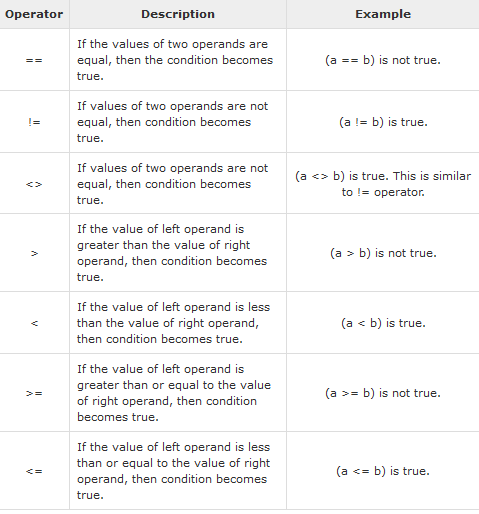 Operator Description Example
==
If the values of two operands are
equal, then the condition becomes
true.
(a == b) is not true.
!=
If values of two operands are not
equal, then condition becomes
true.
(a != b) is true.
<>
If values of two operands are not
equal, then condition becomes
true.
(a <> b) is true. This is similar
to != operator.
>
If the value of left operand is
greater than the value of right
operand, then condition becomes
true.
(a > b) is not true.
<
If the value of left operand is less
than the value of right operand,
then condition becomes true.
(a < b) is true.
>=
If the value of left operand is
greater than or equal to the value
of right operand, then condition
becomes true.
(a >= b) is not true.
<=
If the value of left operand is less
than or equal to the value of right
operand, then condition becomes
true.
(a <= b) is true.